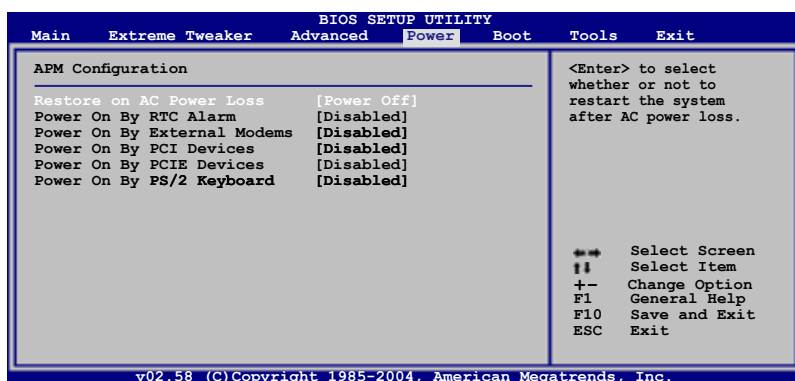 BIOS SETUP UTILITY
Main Extreme Tweaker Advanced Power Boot Tools Exit
APM Configuration
Restore on AC Power Loss [Power Off]
Power On By RTC Alarm [Disabled]
Power On By External Modems [Disabled]
Power On By PCI Devices [Disabled]
Power On By PCIE Devices [Disabled]
Power On By PS/2 Keyboard [Disabled]
<Enter> to select
whether or not to
restart the system
after AC power loss.
←→ Select Screen
↑↓ Select Item
+- Change Option
F1 General Help
F10 Save and Exit
ESC Exit
v02.58 (C)Copyright 1985-2004, American Megatrends, Inc.